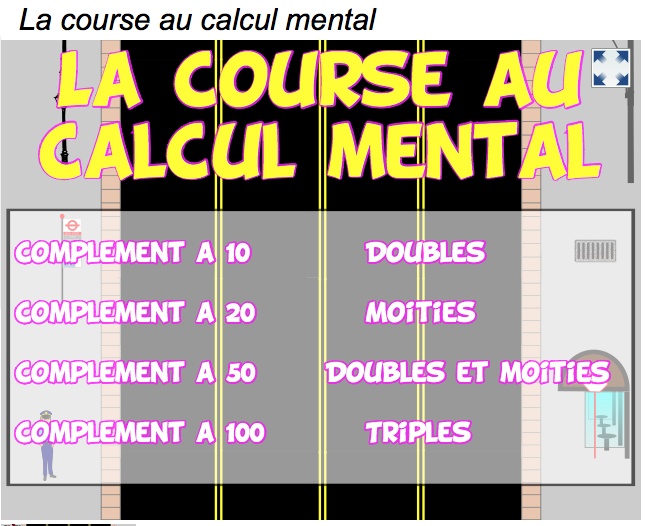 La course au calcul mental
LA COURSE AU
CALCUL MENTAL
COMPLEMENT A 10
DOUBLES
COMPLEMENT A 20
MOITIES
COMPLEMENT A 50
DOUBLES ET MOITIES
COMPLEMENT A 100
TRIPLES